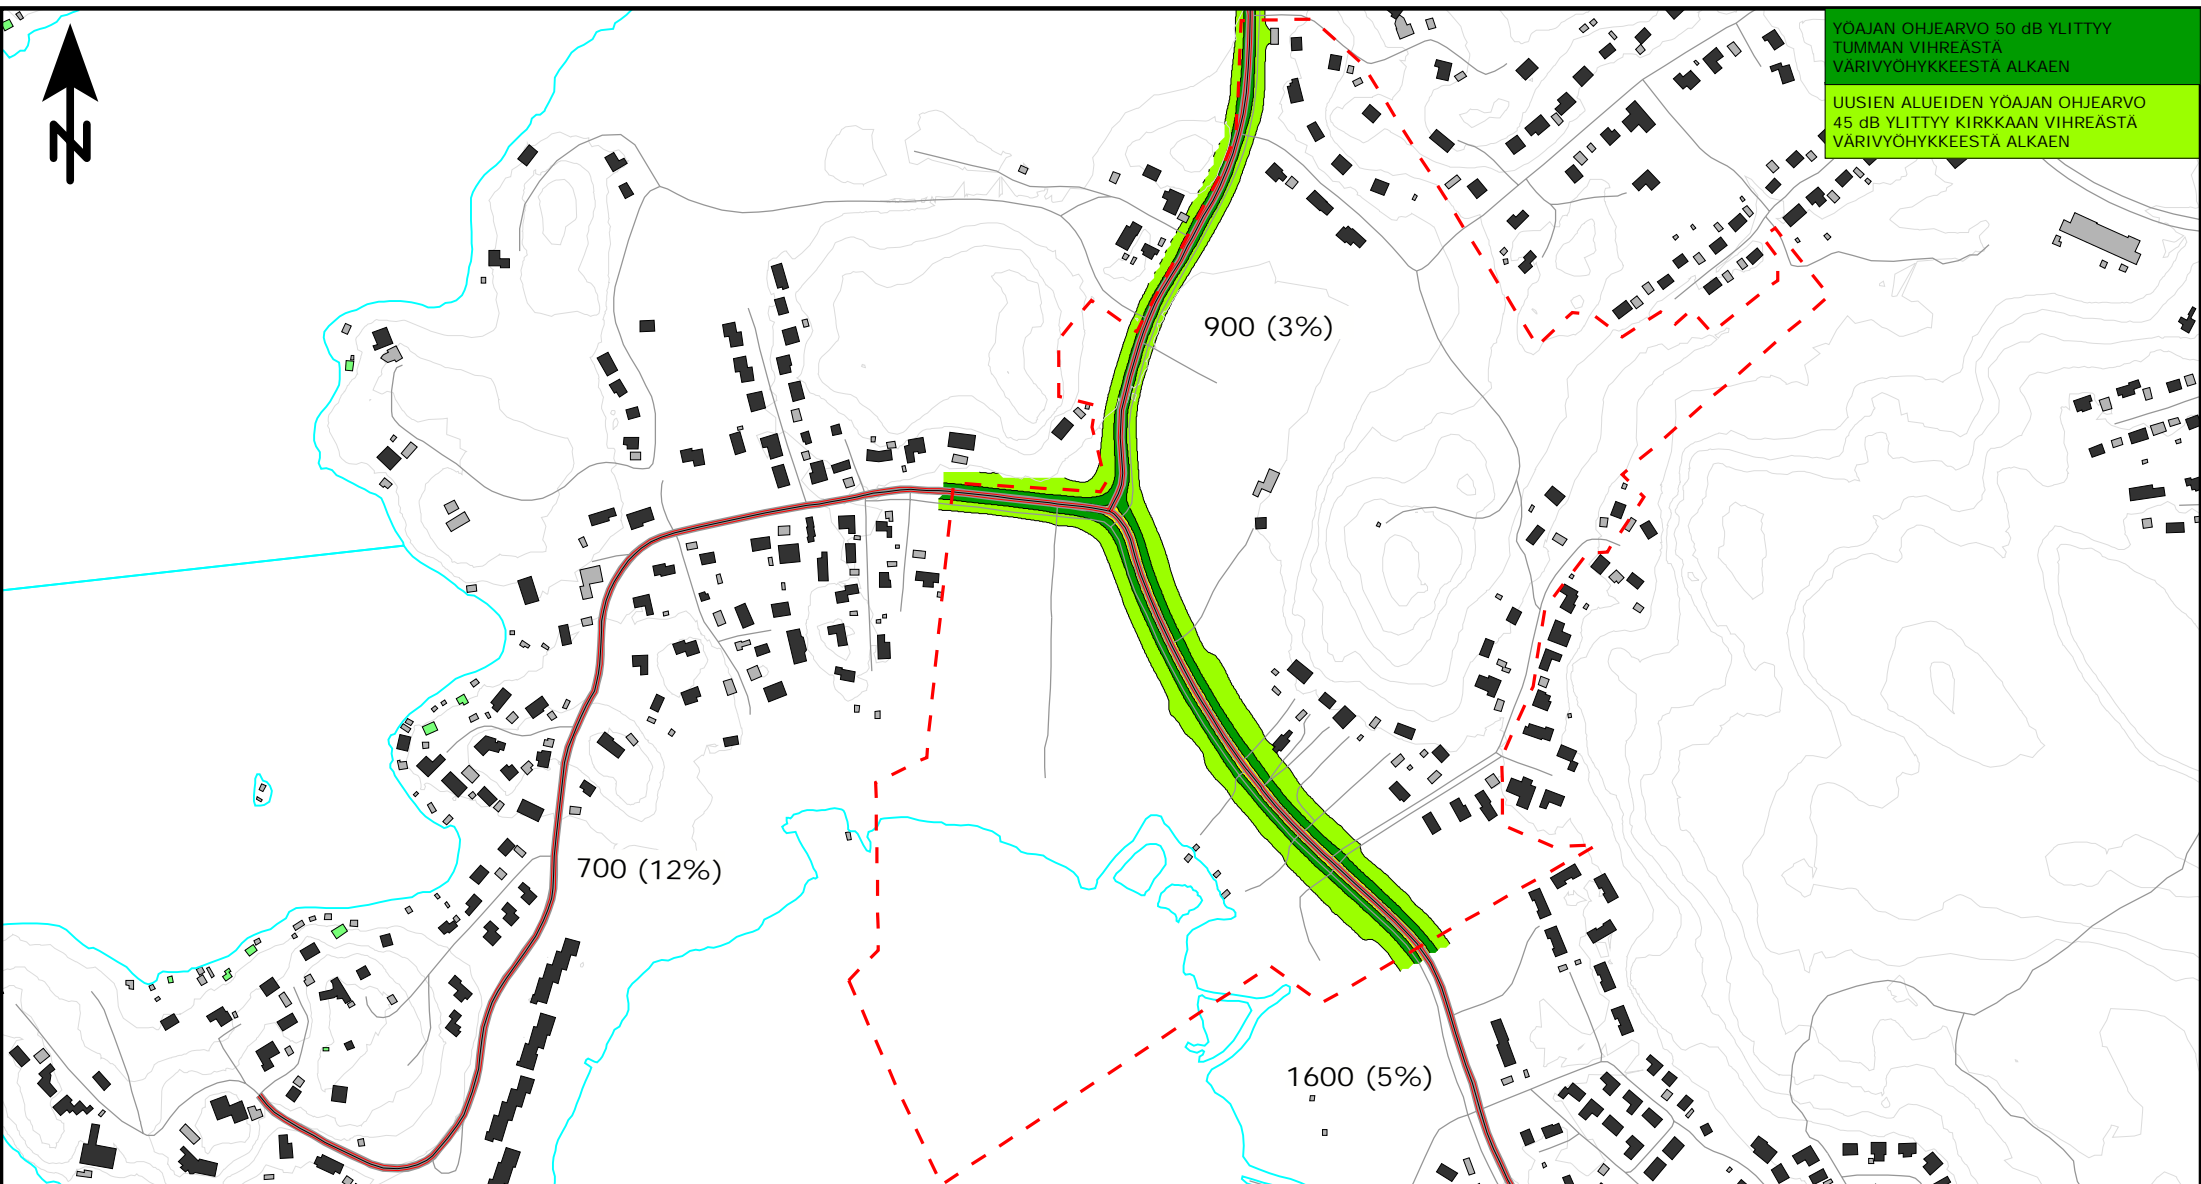 YÖAJAN OHJEARVO 50 dB YLITTYY
TUMMAN VIHREÄSTÄ
VÄRIVYÖHYKKEESTÄ ALKAEN
UUSIEN ALUEIDEN YÖAJAN OHJEARVO
45 dB YLITTYY KIRKKAAN VIHREÄSTÄ
VÄRIVYÖHYKKEESTÄ ALKAEN
N
900 (3%)
700 (12%)
1600 (5%)